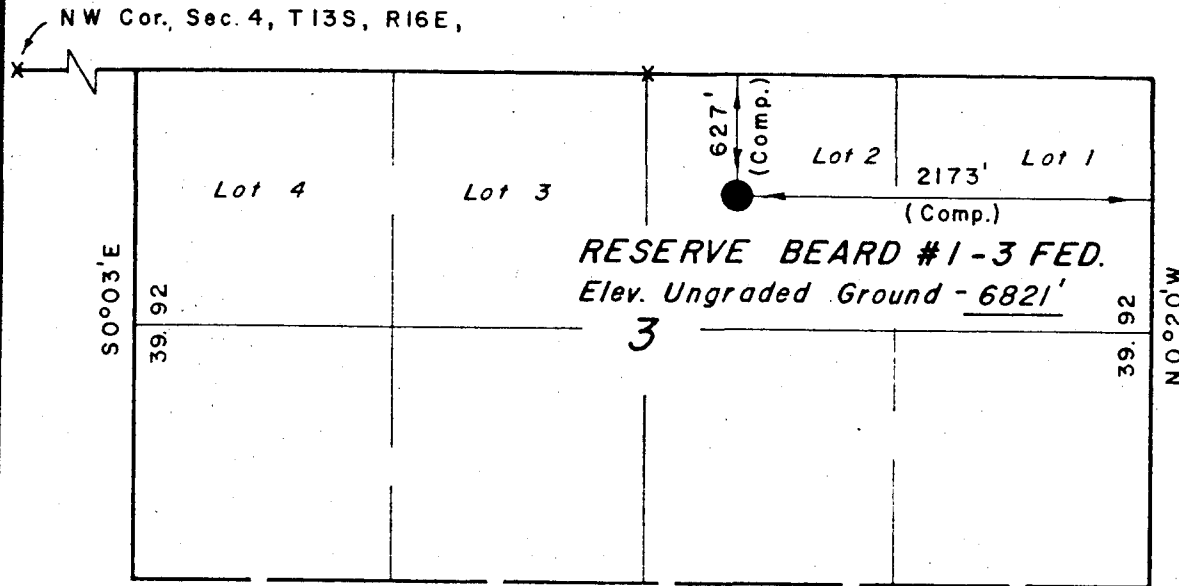 NW Cor., Sec. 4, T13S, R16E,
627'
(Comp.)
Lot 4
Lot 3
Lot 2
Lot 1
2173'
(Comp.)
RESERVE BEARD #1-3 FED.
Elev. Ungraded Ground - 6821'
S0°03'E
39.92
3
39.92
N0°20'W